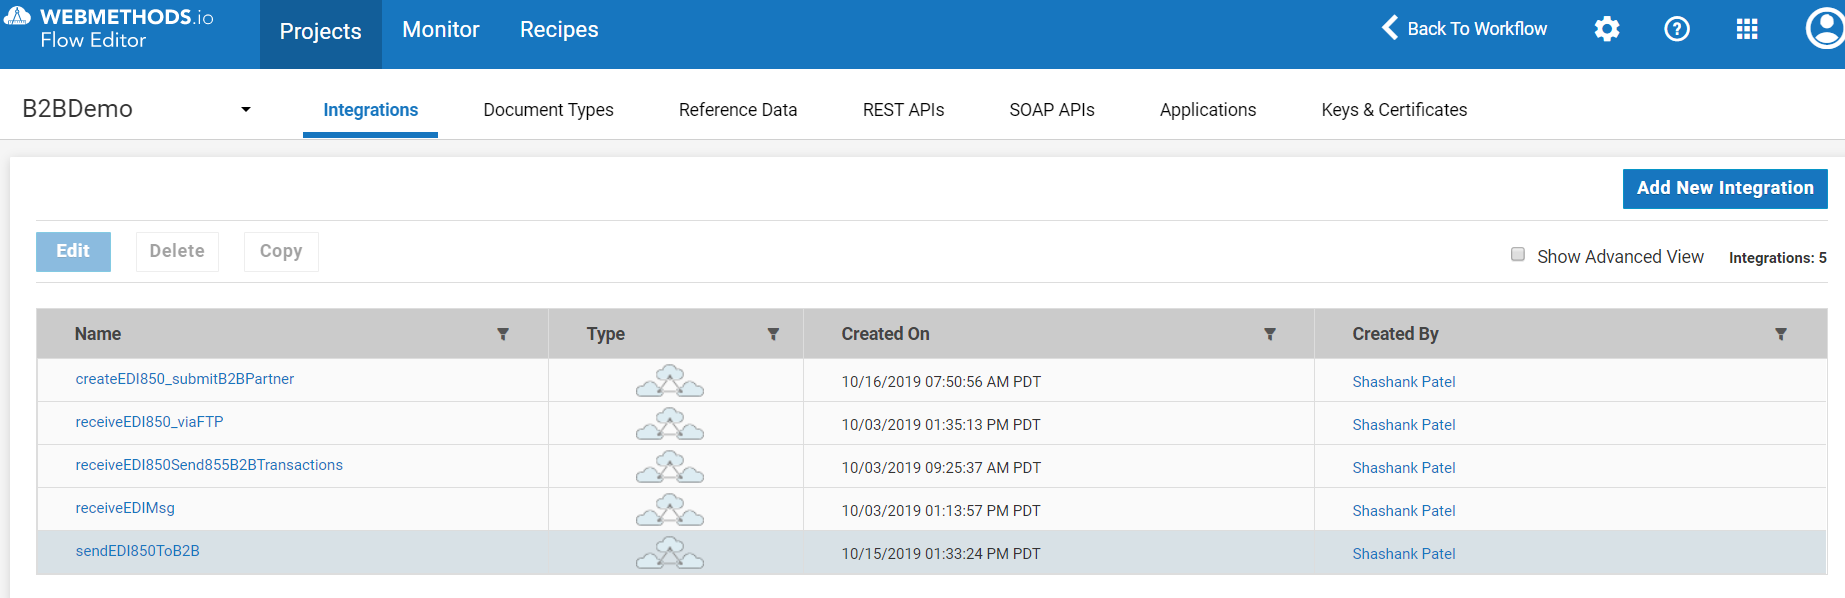 WEBMETHODS.io
Flow Editor
Projects Monitor Recipes
Back To Workflow
?
B2BDemo
Integrations Document Types Reference Data REST APIs SOAP APIs Applications Keys & Certificates
Add New Integration
Edit Delete Copy
Show Advanced View Integrations: 5
Name Type Created On Created By
createEDI850_submitB2BPartner 10/16/2019 07:50:56 AM PDT Shashank Patel
receiveEDI850_viaFTP 10/03/2019 01:35:13 PM PDT Shashank Patel
receiveEDI850Send855B2BTransactions 10/03/2019 09:25:37 AM PDT Shashank Patel
receiveEDIMsg 10/03/2019 01:13:57 PM PDT Shashank Patel
sendEDI850ToB2B 10/15/2019 01:33:24 PM PDT Shashank Patel